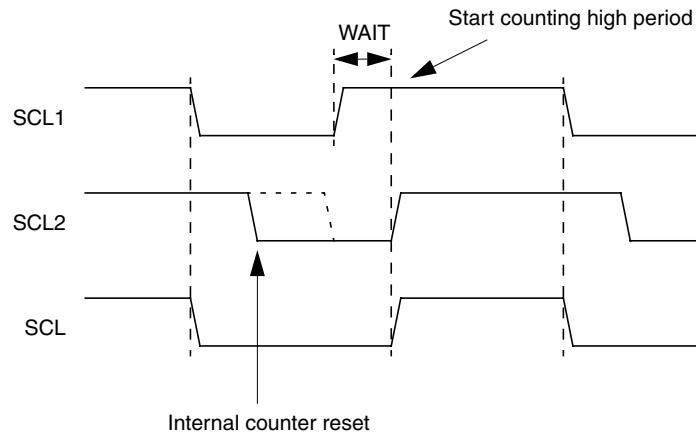 Start counting high period
WAIT
SCL1
SCL2
SCL
Internal counter reset